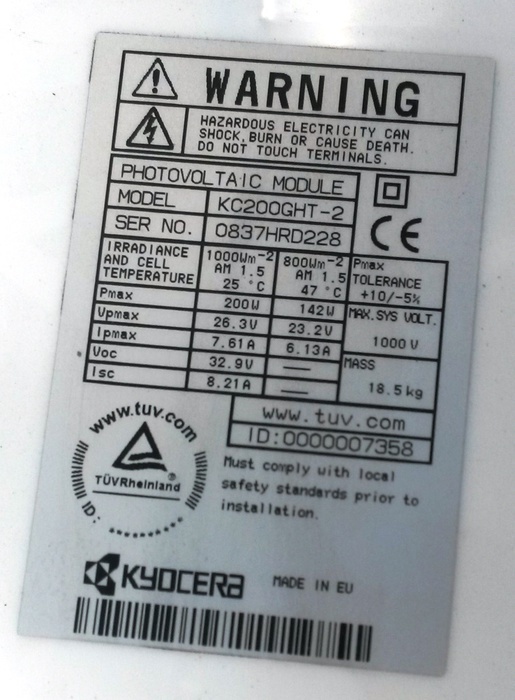 WARNING
HAZARDOUS ELECTRICITY CAN
SHOCK, BURN OR CAUSE DEATH.
DO NOT TOUCH TERMINALS.
PHOTOVOLTAIC MODULE
MODEL KC200GHT-2
SER NO. 0837HRD228
CE
IRRADIANCE AND CELL TEMPERATURE 1000Wm-2 AM 1.5 25 °C 800Wm-2 AM 1.5 47 °C
Pmax 200W 142W
Vpmax 26.3V 23.2V
Ipmax 7.61A 6.13A
Voc 32.9V —
Isc 8.21A —
Pmax
TOLERANCE
+10/-5%
MAX.SYS VOLT.
1000 V
MASS
18.5kg
www.tuv.com
TÜVRheinland
®
ID:
www.tuv.com
ID:0000007358
Must comply with local
safety standards prior to
installation.
KYOCERA MADE IN EU